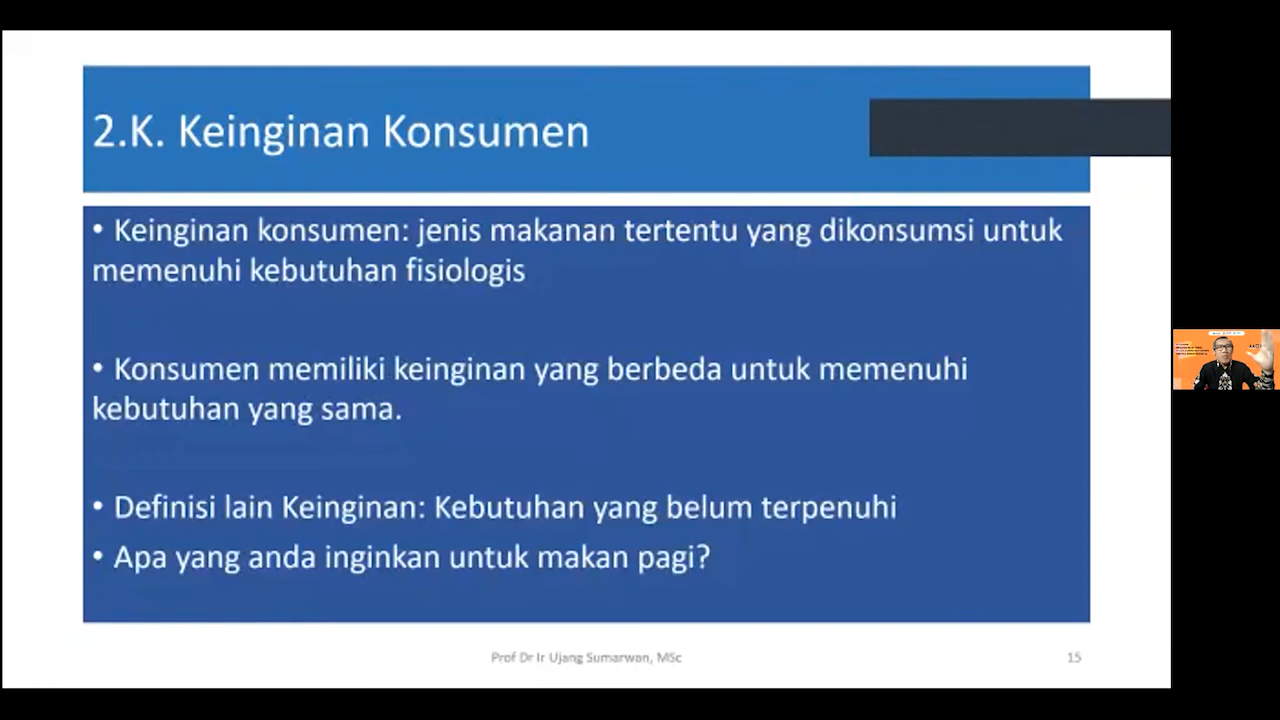 2.K. Keinginan Konsumen
• Keinginan konsumen: jenis makanan tertentu yang dikonsumsi untuk
memenuhi kebutuhan fisiologis
• Konsumen memiliki keinginan yang berbeda untuk memenuhi
kebutuhan yang sama.
• Definisi lain Keinginan: Kebutuhan yang belum terpenuhi
• Apa yang anda inginkan untuk makan pagi?
Prof Dr Ir Ujang Sumarwan, MSc
15